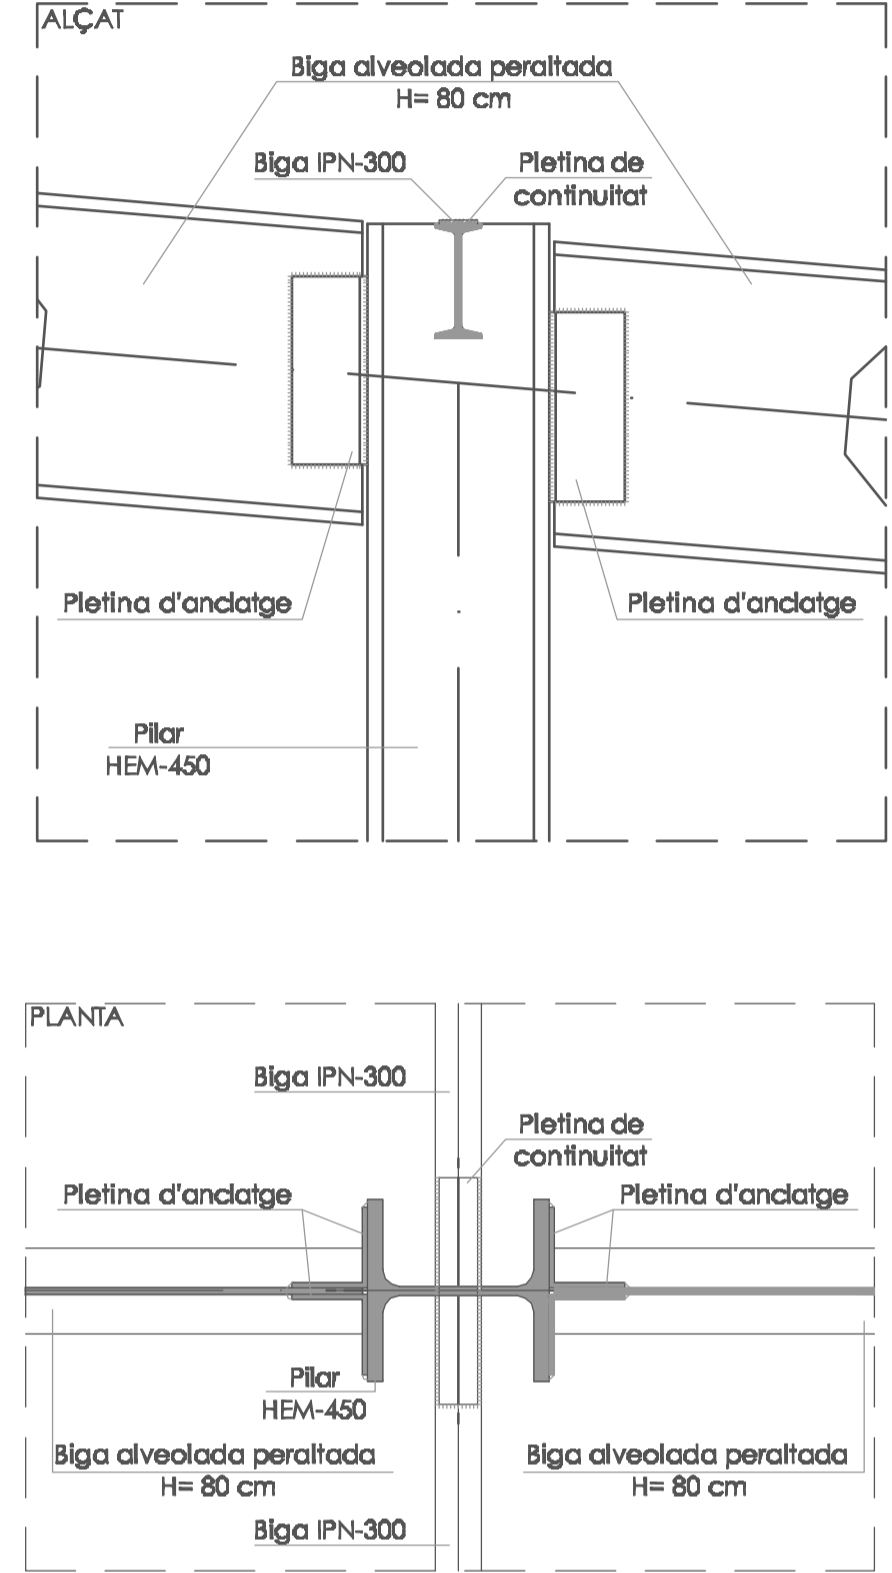 ALÇAT
Biga alveolada peraltada
H= 80 cm
Biga IPN-300
Pletina de
continuitat
Pletina d'anclatge
Pletina d'anclatge
Pilar
HEM-450
PLANTA
Biga IPN-300
Pletina de
continuitat
Pletina d'anclatge
Pletina d'anclatge
Pilar
HEM-450
Biga alveolada peraltada
H= 80 cm
Biga alveolada peraltada
H= 80 cm
Biga IPN-300